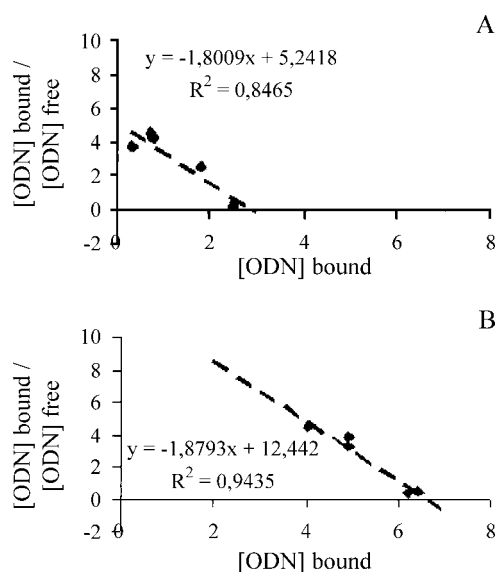 A
10
8
6
4
2
0
-2
y = -1,8009x + 5,2418
R² = 0,8465
[ODN] bound /
[ODN] free
0 2 4 6 8
[ODN] bound
B
10
8
6
4
2
0
-2
y = -1,8793x + 12,442
R² = 0,9435
[ODN] bound /
[ODN] free
2 4 6 8
[ODN] bound